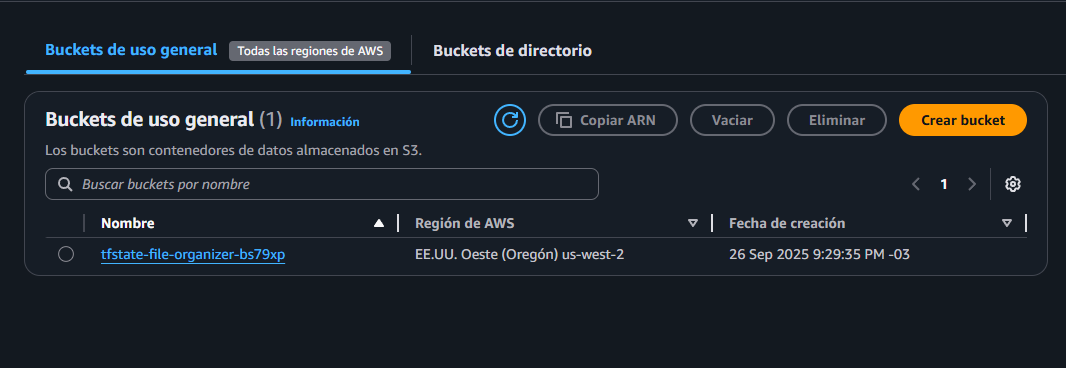 Buckets de uso general Todas las regiones de AWS Buckets de directorio
Buckets de uso general (1) Información Copiar ARN Vaciar Eliminar Crear bucket
Los buckets son contenedores de datos almacenados en S3.
Buscar buckets por nombre 1
Nombre Región de AWS Fecha de creación
tfstate-file-organizer-bs79xp EE.UU. Oeste (Oregón) us-west-2 26 Sep 2025 9:29:35 PM -03